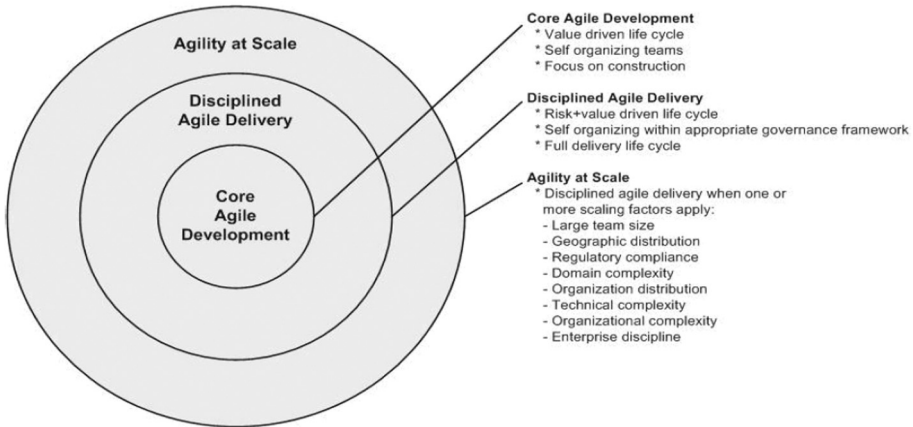 Agility at Scale
Disciplined
Agile Delivery
Core
Agile
Development
Core Agile Development
* Value driven life cycle
* Self organizing teams
* Focus on construction
Disciplined Agile Delivery
* Risk+value driven life cycle
* Self organizing within appropriate governance framework
* Full delivery life cycle
Agility at Scale
* Disciplined agile delivery when one or
more scaling factors apply:
- Large team size
- Geographic distribution
- Regulatory compliance
- Domain complexity
- Organization distribution
- Technical complexity
- Organizational complexity
- Enterprise discipline